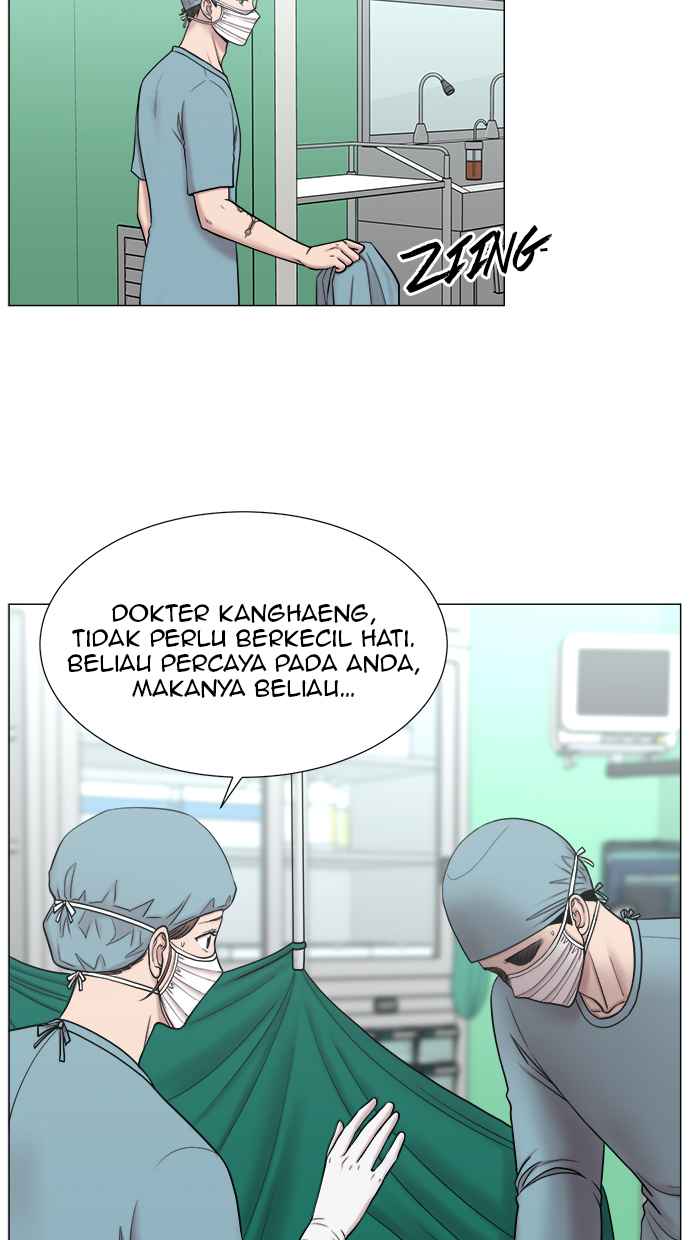 ZIING-
DOKTER KANGHAENG,
TIDAK PERLU BERKECIL HATI.
BELIAU PERCAYA PADA ANDA,
MAKANYA BELIAU...